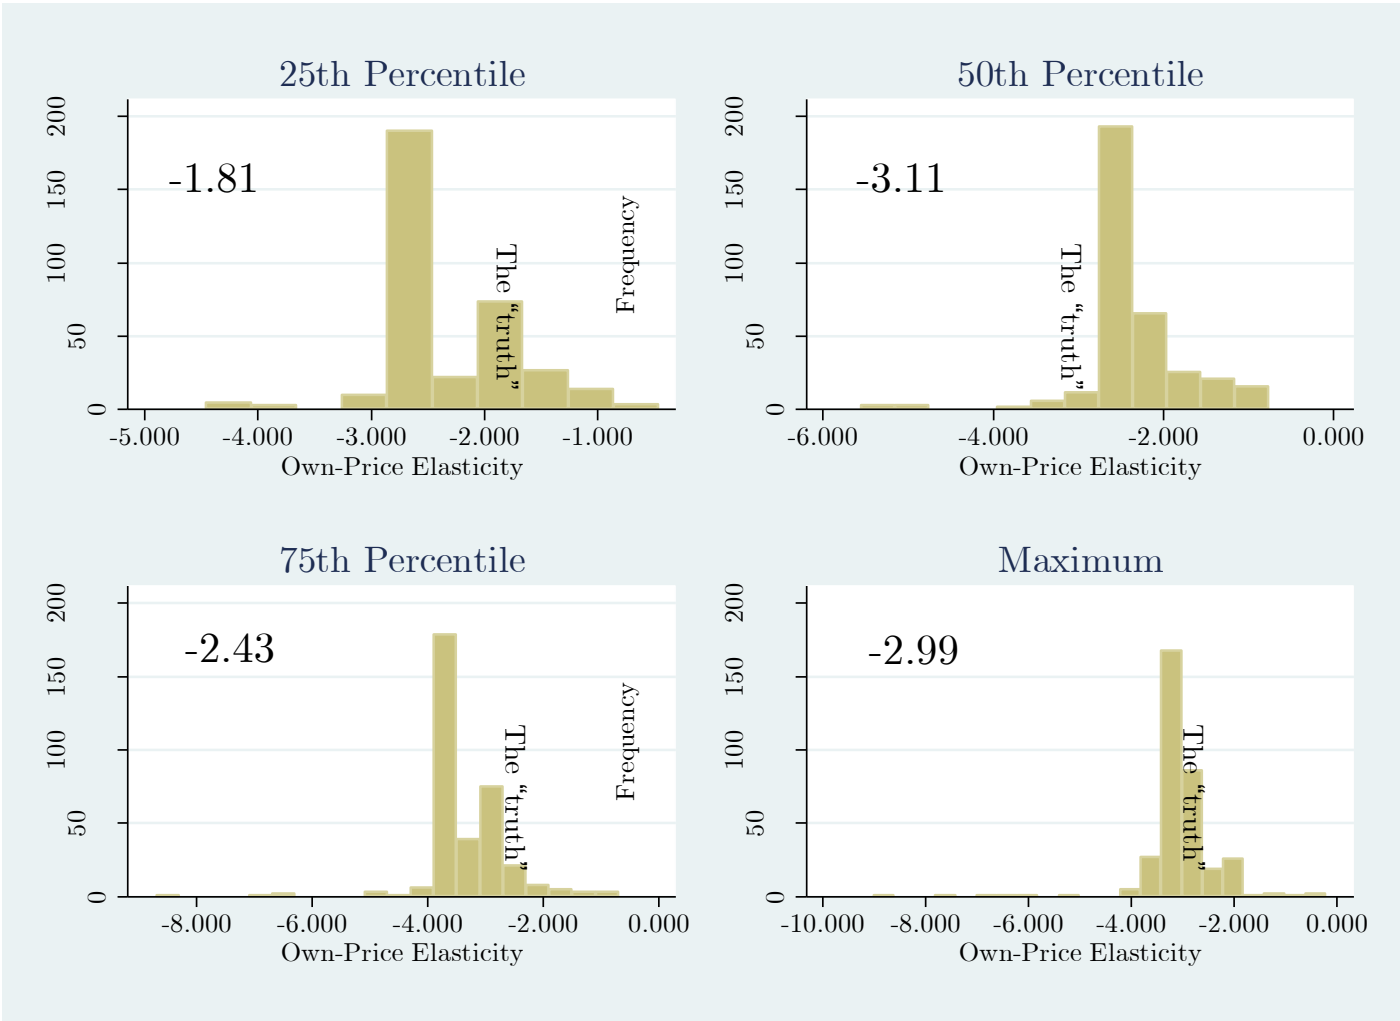 25th Percentile
200
150
100
50
0
-1.81
The “truth”
Frequency
-5.000 -4.000 -3.000 -2.000 -1.000
Own-Price Elasticity
50th Percentile
200
150
100
50
0
-3.11
The “truth”
-6.000 -4.000 -2.000 0.000
Own-Price Elasticity
75th Percentile
200
150
100
50
0
-2.43
The “truth”
Frequency
-8.000 -6.000 -4.000 -2.000 0.000
Own-Price Elasticity
Maximum
200
150
100
50
0
-2.99
The “truth”
-10.000 -8.000 -6.000 -4.000 -2.000 0.000
Own-Price Elasticity